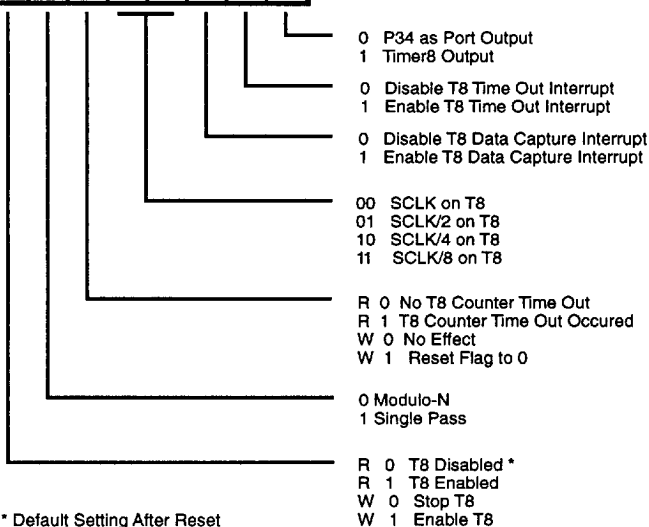 0 P34 as Port Output
1 Timer8 Output
0 Disable T8 Time Out Interrupt
1 Enable T8 Time Out Interrupt
0 Disable T8 Data Capture Interrupt
1 Enable T8 Data Capture Interrupt
00 SCLK on T8
01 SCLK/2 on T8
10 SCLK/4 on T8
11 SCLK/8 on T8
R 0 No T8 Counter Time Out
R 1 T8 Counter Time Out Occured
W 0 No Effect
W 1 Reset Flag to 0
0 Modulo-N
1 Single Pass
R 0 T8 Disabled *
R 1 T8 Enabled
W 0 Stop T8
W 1 Enable T8
* Default Setting After Reset